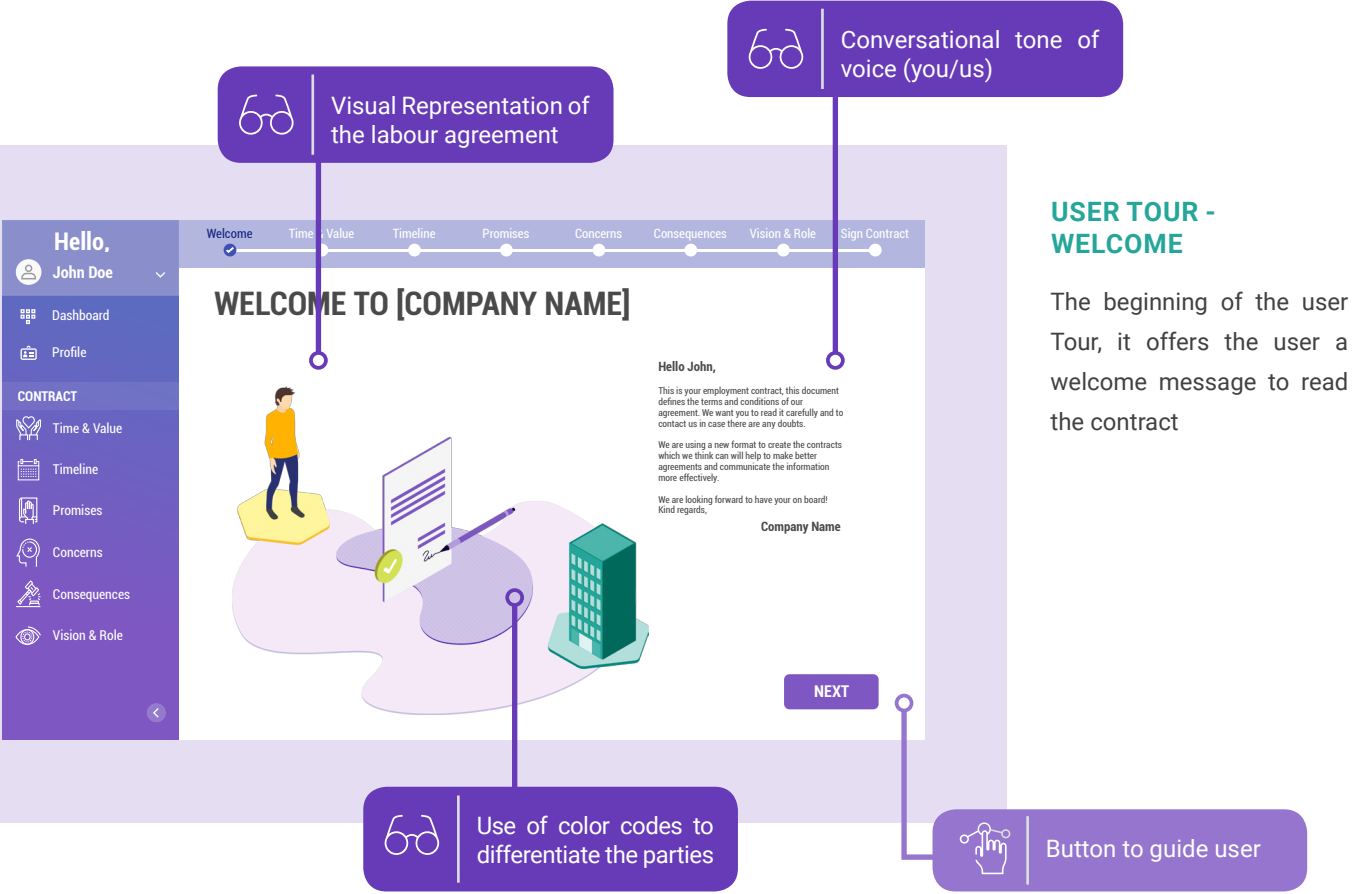 Conversational tone of
voice (you/us)
Visual Representation of
the labour agreement
USER TOUR -
WELCOME
The beginning of the user
Tour, it offers the user a
welcome message to read
the contract
Hello,
John Doe
Dashboard
Profile
CONTRACT
Time & Value
Timeline
Promises
Concerns
Consequences
Vision & Role
Welcome Time & Value Timeline Promises Concerns Consequences Vision & Role Sign Contract
WELCOME TO [COMPANY NAME]
Hello John,
This is your employment contract, this document
defines the terms and conditions of our
agreement. We want you to read it carefully and to
contact us in case there are any doubts.
We are using a new format to create the contracts
which we think can will help to make better
agreements and communicate the information
more effectively.
We are looking forward to have your on board!
Kind regards,
Company Name
NEXT
Use of color codes to
differentiate the parties
Button to guide user